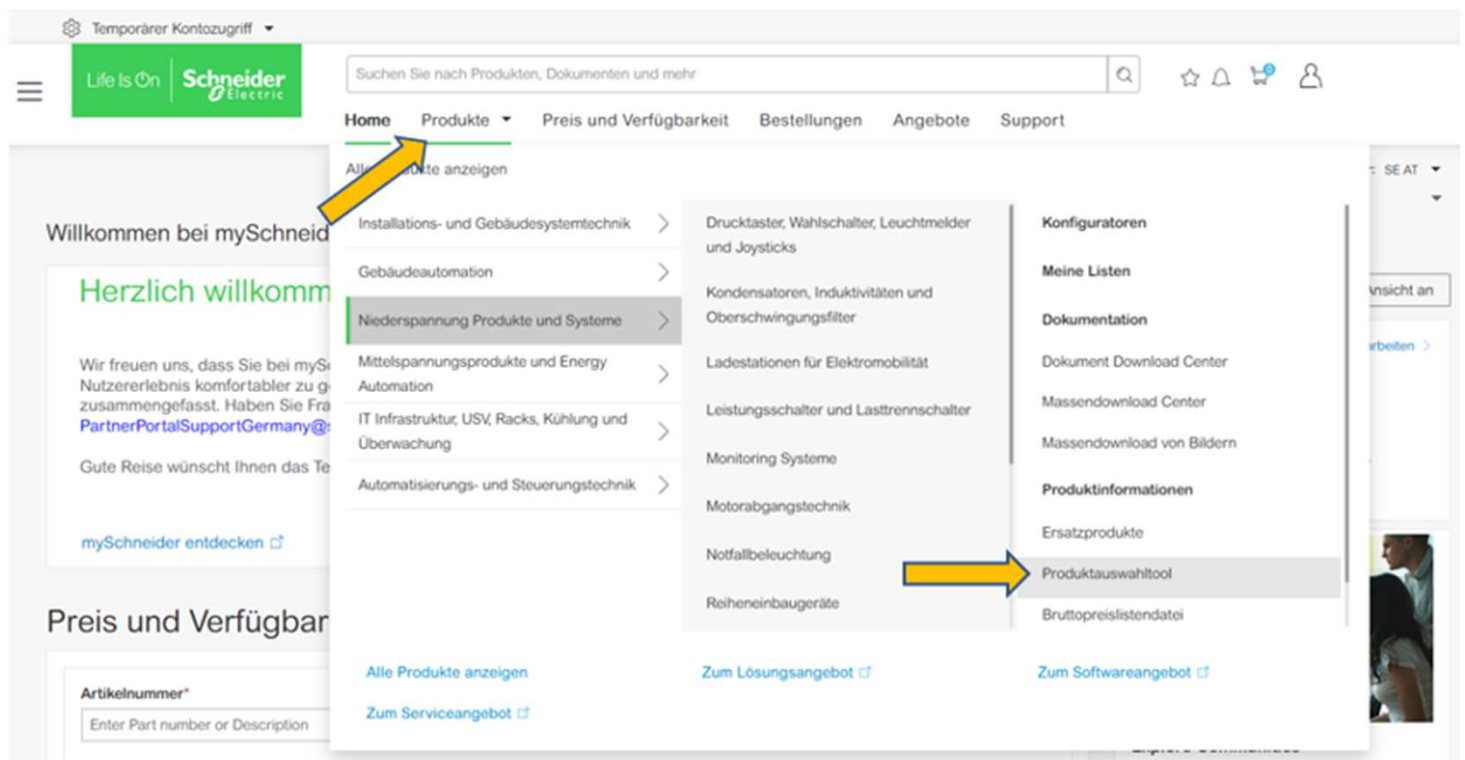 Temporärer Kontozugriff
Life Is On | Schneider Electric
Suchen Sie nach Produkten, Dokumenten und mehr
0
Home Produkte Preis und Verfügbarkeit Bestellungen Angebote Support
Alle anzeigen
SE AT
Willkommen bei mySchneid
Herzlich willkomm
Wir freuen uns, dass Sie bei
Nutzererlebnis komfortabler zu
zusammengefasst. Haben Sie Fra
PartnerPortalSupportGermany@
Gute Reise wünscht Ihnen das Te
mySchneider entdecken
Preis und Verfügbar
Artikelnummer*
Enter Part number or Description
Installations- und Gebäudesystemtechnik
Gebäudeautomation
Niederspannung Produkte und Systeme
Mittelspannungsprodukte und Energy
Automation
IT Infrastruktur, USV, Racks, Kühlung und
Überwachung
Automatisierungs- und Steuerungstechnik
Drucktaster, Wahlschalter, Leuchtmelder
und Joysticks
Kondensatoren, Induktivitäten und
Oberschwingungsfilter
Ladestationen für Elektromobilität
Leistungsschalter und Lasttrennschalter
Monitoring Systeme
Motorabgangstechnik
Notfallbeleuchtung
Reiheneinbaugeräte
Konfiguratoren
Meine Listen
Dokumentation
Dokument Download Center
Massendownload Center
Massendownload von Bildern
Produktinformationen
Ersatzprodukte
Produktauswahltool
Bruttopreislistendatei
Alle Produkte anzeigen
Zum Lösungsangebot
Zum Softwareangebot
Zum Serviceangebot
Ansicht an
rbeiten